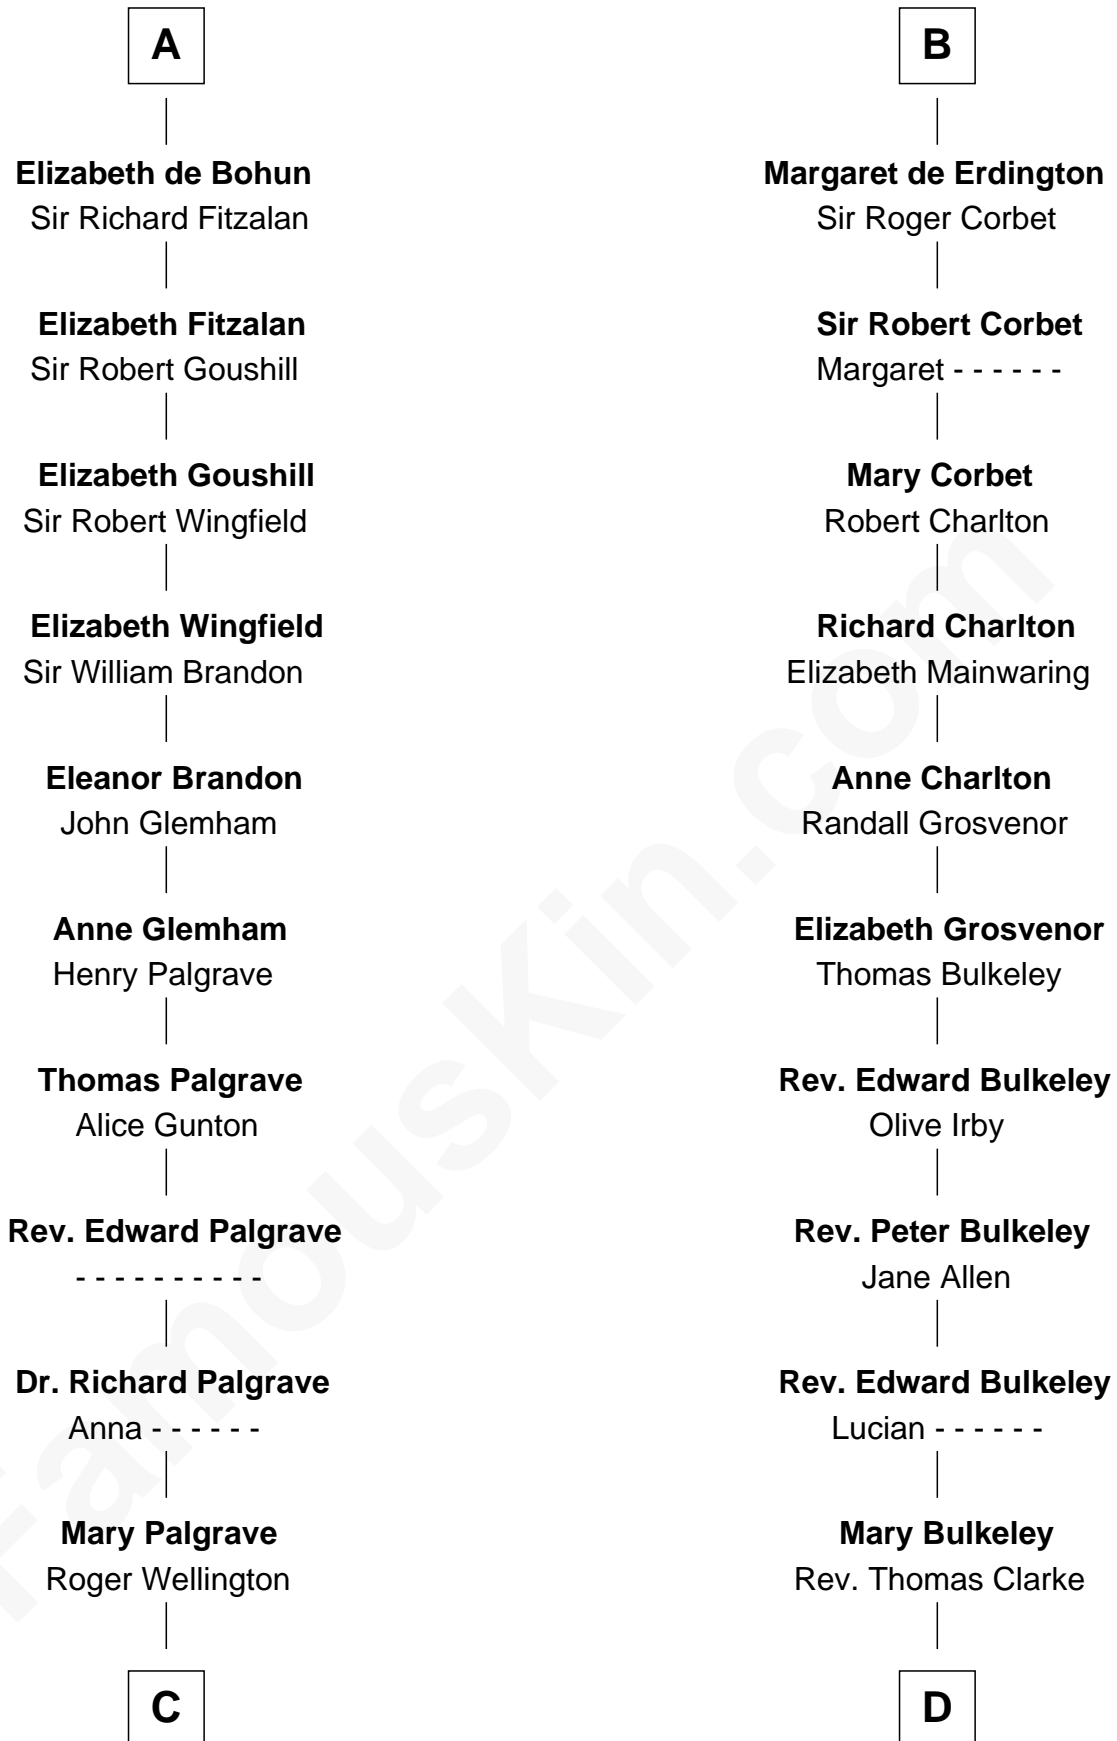 A
Elizabeth de Bohun
Sir Richard Fitzalan
Elizabeth Fitzalan
Sir Robert Goushill
Elizabeth Goushill
Sir Robert Wingfield
Elizabeth Wingfield
Sir William Brandon
Eleanor Brandon
John Glemham
Anne Glemham
Henry Palgrave
Thomas Palgrave
Alice Gunton
Rev. Edward Palgrave
- - - - - - - - - -
Dr. Richard Palgrave
Anna - - - - - -
Mary Palgrave
Roger Wellington
C
B
Margaret de Erdington
Sir Roger Corbet
Sir Robert Corbet
Margaret - - - - - -
Mary Corbet
Robert Charlton
Richard Charlton
Elizabeth Mainwaring
Anne Charlton
Randall Grosvenor
Elizabeth Grosvenor
Thomas Bulkeley
Rev. Edward Bulkeley
Olive Irby
Rev. Peter Bulkeley
Jane Allen
Rev. Edward Bulkeley
Lucian - - - - - -
Mary Bulkeley
Rev. Thomas Clarke
D
FamousKin.com